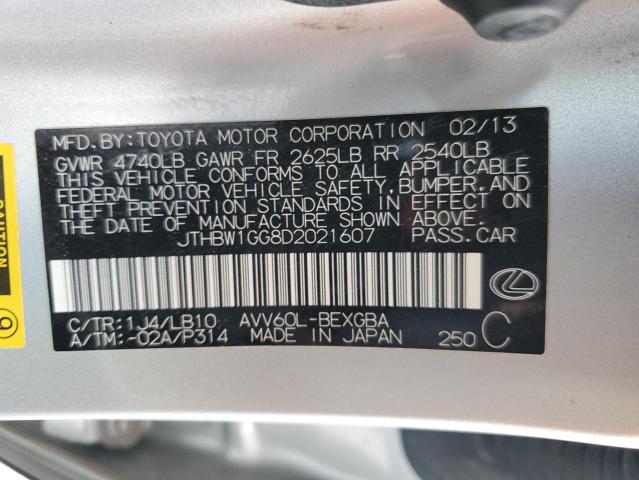 MFD.BY:TOYOTA MOTOR CORPORATION 02/13
GVWR 4740LB GAWR FR 2625LB RR 2540LB
THIS VEHICLE CONFORMS TO ALL APPLICABLE
FEDERAL MOTOR VEHICLE SAFETY, BUMPER, AND
THEFT PREVENTION STANDARDS IN EFFECT ON
THE DATE OF MANUFACTURE SHOWN ABOVE.
JTHBW1GG8D2021607 PASS.CAR
C/TR:1J4/LB10 AVV60L-BEXGBA
A/TM:-02A/P314 MADE IN JAPAN 250 C
CAUTION